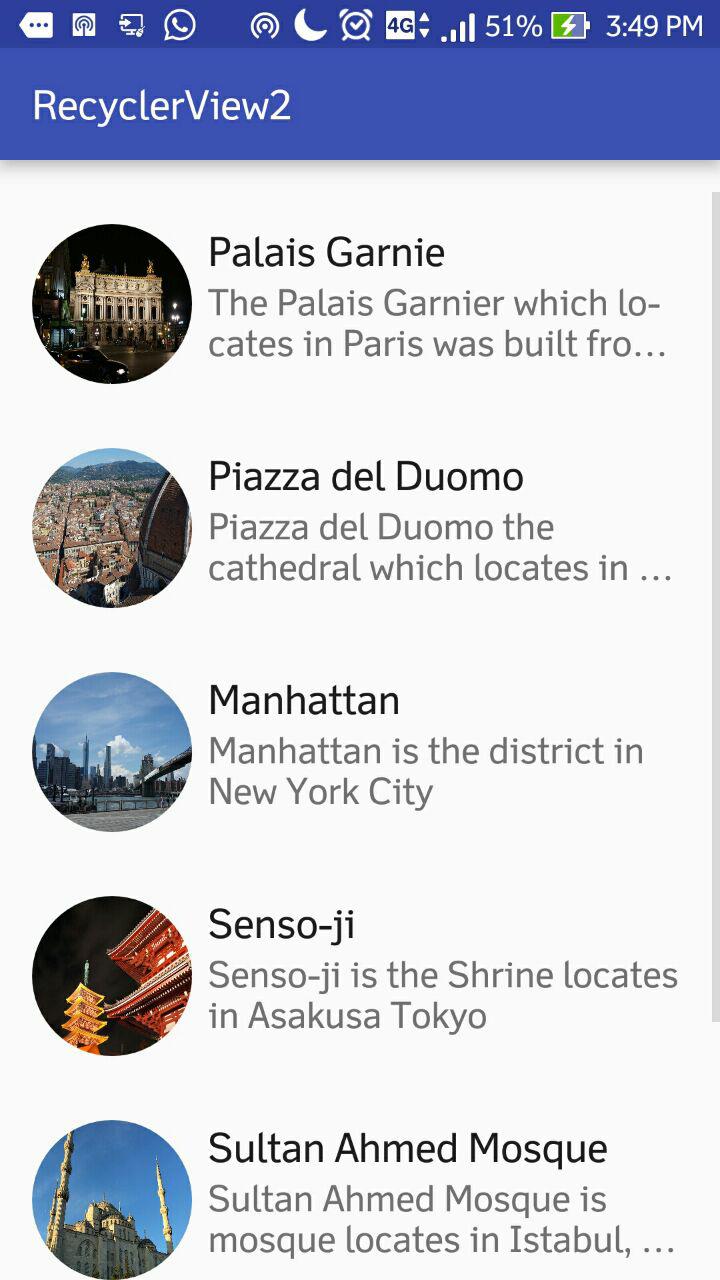 4G 51% 3:49 PM
RecyclerView2
Palais Garnie
The Palais Garnier which lo-
cates in Paris was built fro...
Piazza del Duomo
Piazza del Duomo the
cathedral which locates in ...
Manhattan
Manhattan is the district in
New York City
Senso-ji
Senso-ji is the Shrine locates
in Asakusa Tokyo
Sultan Ahmed Mosque
Sultan Ahmed Mosque is
mosque locates in Istabul, ...